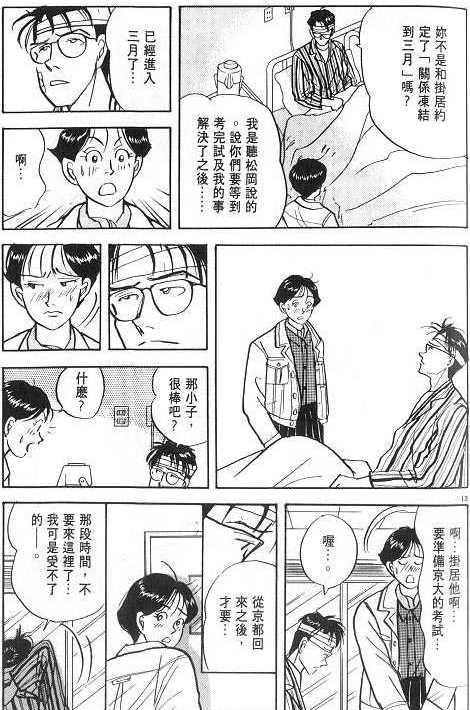 妳不是和掛居約
定了「關係凍結
到三月」嗎？
我是聽松岡說的
。說你們要等到
考完試及我的事
解決了之後……
已經進入
三月了…
啊…
那小子，
很棒吧？
什麼？
13
啊…掛居他啊…
要準備京大的考試…
喔…。
從京都回
來之後，
才要…
那段時間，不
要來這裡了…
我可是受不了
的——。